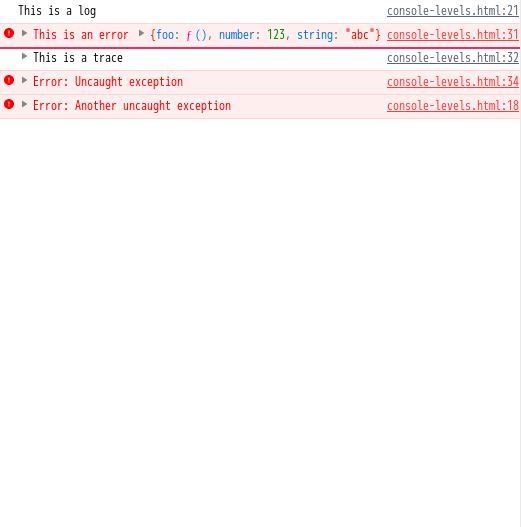 This is a log console-levels.html:21
This is an error {foo: ƒ (), number: 123, string: "abc"} console-levels.html:31
This is a trace console-levels.html:32
Error: Uncaught exception console-levels.html:34
Error: Another uncaught exception console-levels.html:18